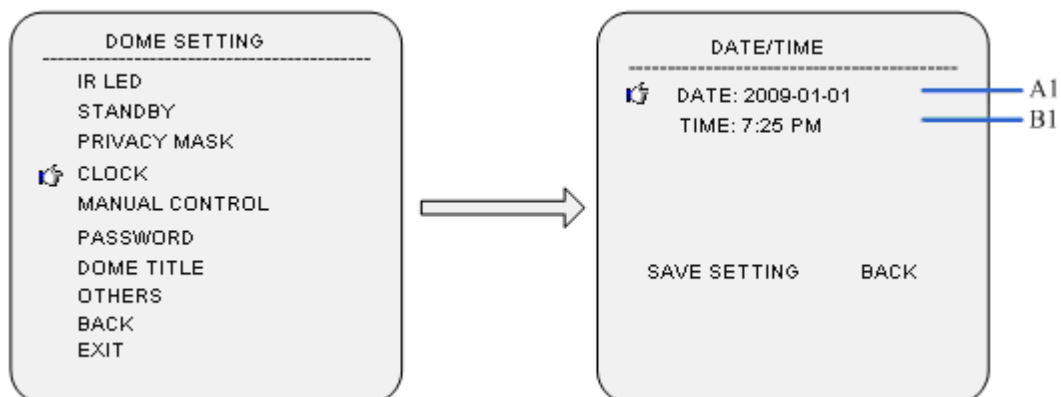 DOME SETTING
IR LED
STANDBY
PRIVACY MASK
CLOCK
MANUAL CONTROL
PASSWORD
DOME TITLE
OTHERS
BACK
EXIT
DATE/TIME
DATE: 2009-01-01
A1
TIME: 7:25 PM
B1
SAVE SETTING BACK